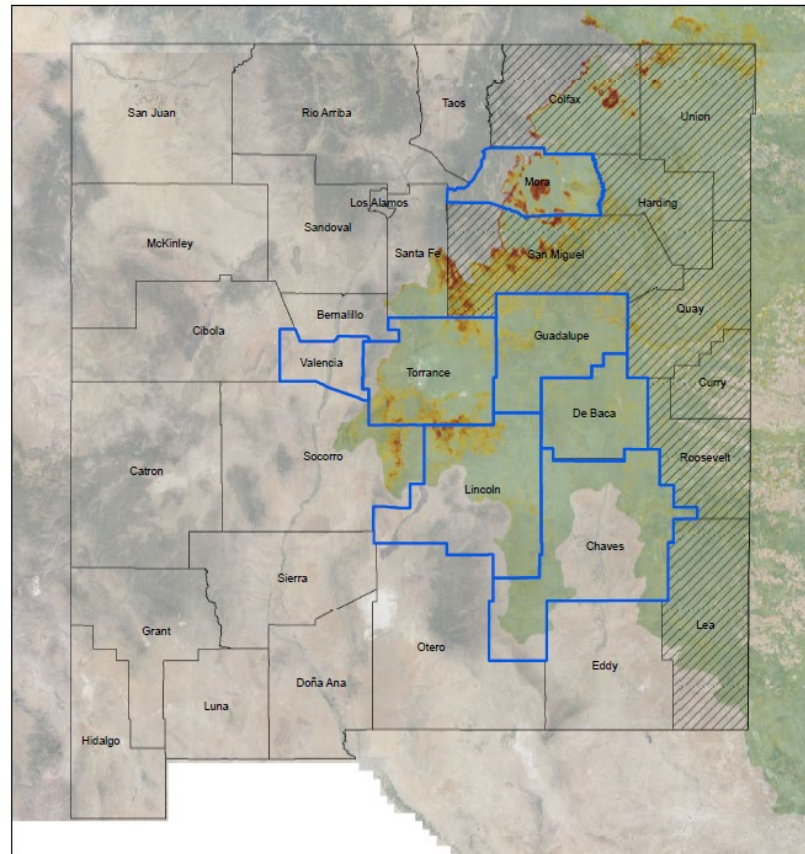 San Juan
Rio Arriba
Taos
Colfax
Union
Mora
Los Alamos
Harding
Sandoval
McKinley
Santa Fe
San Miguel
Quay
Bernalillo
Cibola
Guadalupe
Valencia
Torrance
Curry
De Baca
Socorro
Roosevelt
Catron
Lincoln
Chaves
Sierra
Grant
Lea
Otero
Eddy
Doña Ana
Luna
Hidalgo